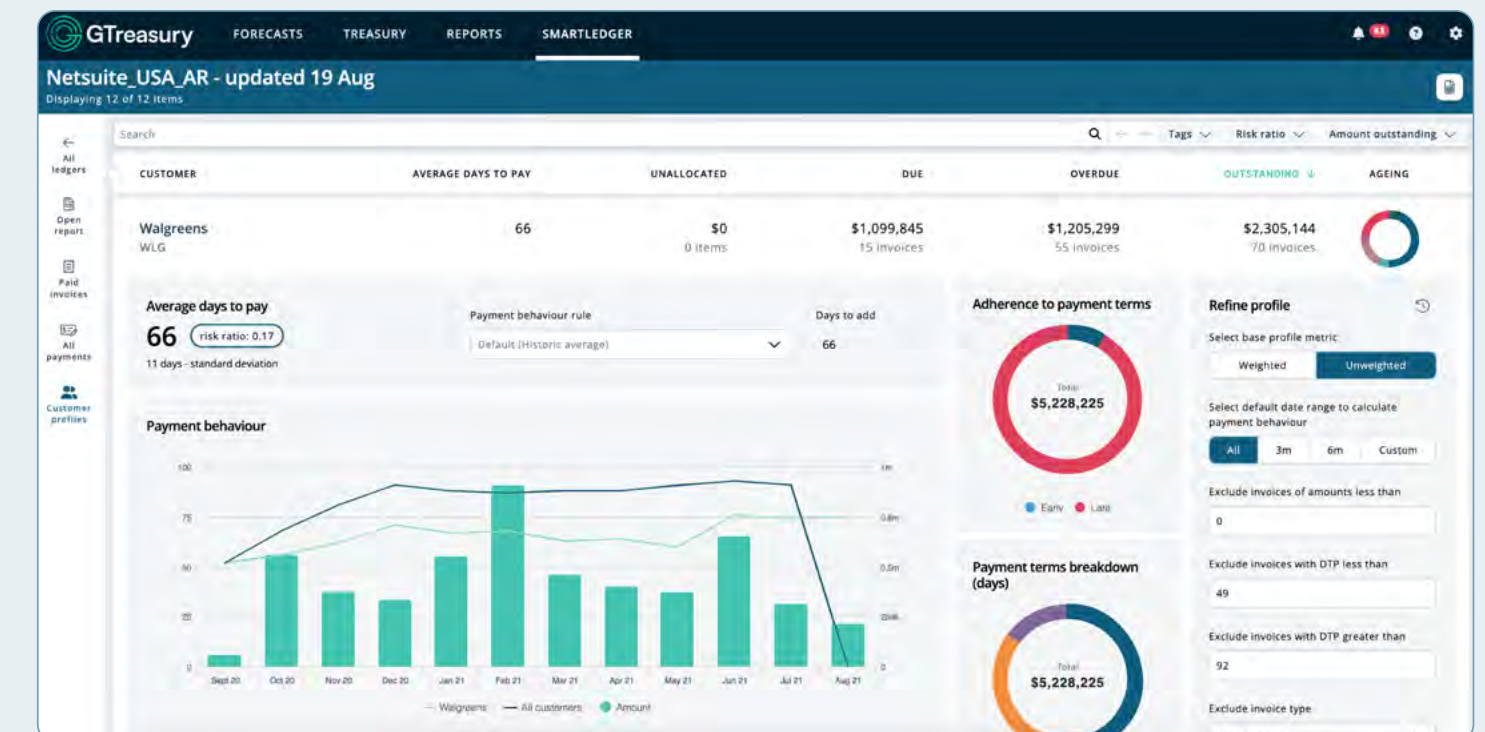 GTreasury FORECASTS TREASURY REPORTS SMARTLEDGER
Netsuite_USA_AR - updated 19 Aug
Displaying 12 of 12 items
Search Tags Risk ratio Amount outstanding
All ledgers
Open report
Paid invoices
All payments
Customer profiles
CUSTOMER AVERAGE DAYS TO PAY UNALLOCATED DUE OVERDUE OUTSTANDING AGEING
Walgreens 66 $0 $1,099,845 $1,205,299 $2,305,144
WLG 0 items 15 invoices 55 invoices 70 invoices
Average days to pay
66 risk ratio: 0.17
11 days - standard deviation
Payment behaviour rule
Default (Historic average)
Days to add
66
Payment behaviour
100 1m
75 0.8m
50 0.5m
25
0 0
Sept 20 Oct 20 Nov 20 Dec 20 Jan 21 Feb 21 Mar 21 Apr 21 May 21 Jun 21 Jul 21 Aug 21
Walgreens All customers Amount
Adherence to payment terms
Total
$5,228,225
Early Late
Payment terms breakdown
(days)
Total
$5,228,225
Refine profile
Select base profile metric
Weighted Unweighted
Select default date range to calculate
payment behaviour
All 3m 6m Custom
Exclude invoices of amounts less than
0
Exclude invoices with DTP less than
49
Exclude invoices with DTP greater than
92
Exclude invoice type